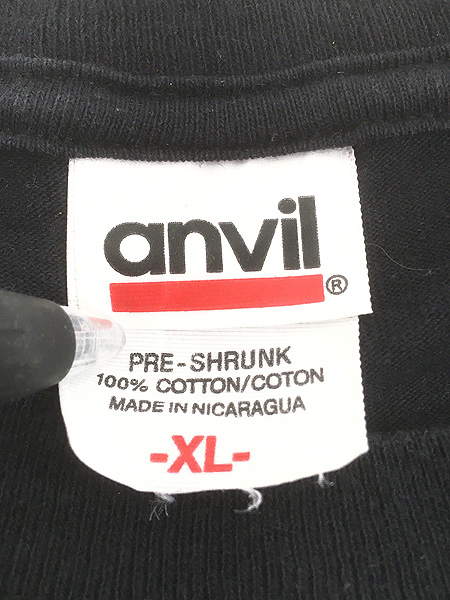 anvil®
PRE-SHRUNK
100% COTTON/COTON
MADE IN NICARAGUA
-XL-